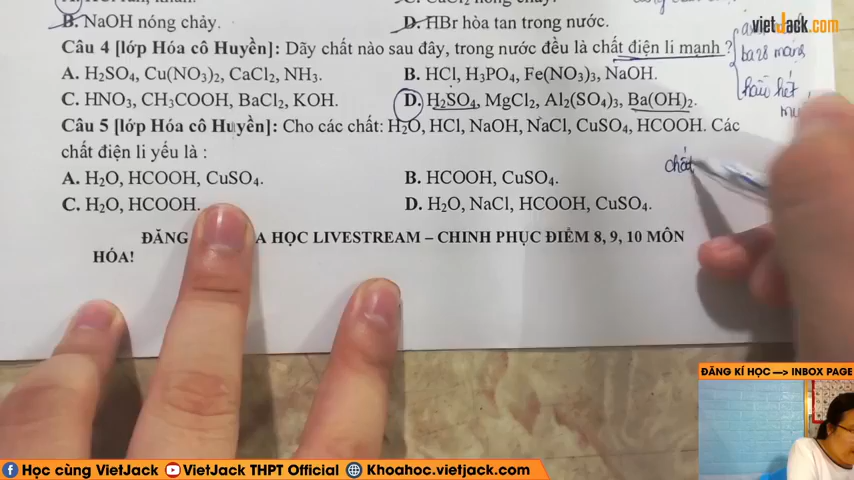 B. NaOH nóng chảy.
D. HBr hòa tan trong nước.
Câu 4 [lớp Hóa cô Huyền]: Dãy chất nào sau đây, trong nước đều là chất điện li mạnh ?
A. H₂SO₄, Cu(NO₃)₂, CaCl₂, NH₃.
B. HCl, H₃PO₄, Fe(NO₃)₃, NaOH.
C. HNO₃, CH₃COOH, BaCl₂, KOH.
D. H₂SO₄, MgCl₂, Al₂(SO₄)₃, Ba(OH)₂.
bazơ mạnh
hầu hết
Câu 5 [lớp Hóa cô Huyền]: Cho các chất: H₂O, HCl, NaOH, NaCl, CuSO₄, HCOOH. Các
chất điện li yếu là :
chất
A. H₂O, HCOOH, CuSO₄.
B. HCOOH, CuSO₄.
C. H₂O, HCOOH.
D. H₂O, NaCl, HCOOH, CuSO₄.
ĐĂNG A HỌC LIVESTREAM – CHINH PHỤC ĐIỂM 8, 9, 10 MÔN
HÓA!
vietJack.com
ĐĂNG KÍ HỌC —> INBOX PAGE
Học cùng VietJack VietJack THPT Official Khoahoc.vietjack.com